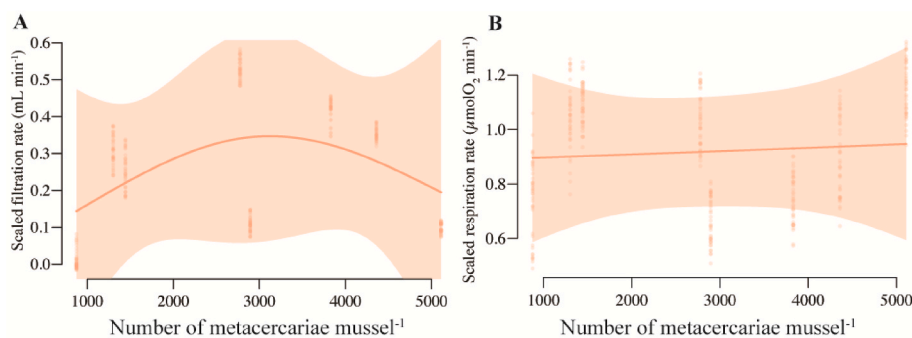 A
Scaled filtration rate (mL min⁻¹)
0.6
0.5
0.4
0.3
0.2
0.1
0.0
1000 2000 3000 4000 5000
Number of metacercariae mussel⁻¹
B
Scaled respiration rate (μmolO₂ min⁻¹)
1.2
1.0
0.8
0.6
1000 2000 3000 4000 5000
Number of metacercariae mussel⁻¹